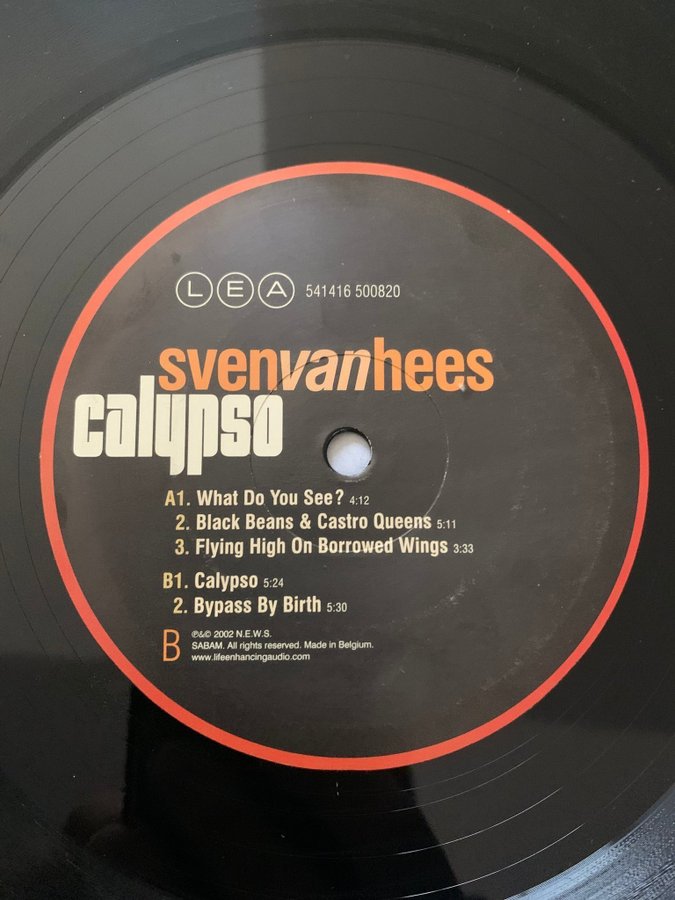 LEA 541416 500820
svenvanhees
calypso
A1. What Do You See? 4:12
2. Black Beans & Castro Queens 5:11
3. Flying High On Borrowed Wings 3:33
B1. Calypso 5:24
2. Bypass By Birth 5:30
B
℗&© 2002 N.E.W.S.
SABAM. All rights reserved. Made in Belgium.
www.lifeenhancingaudio.com